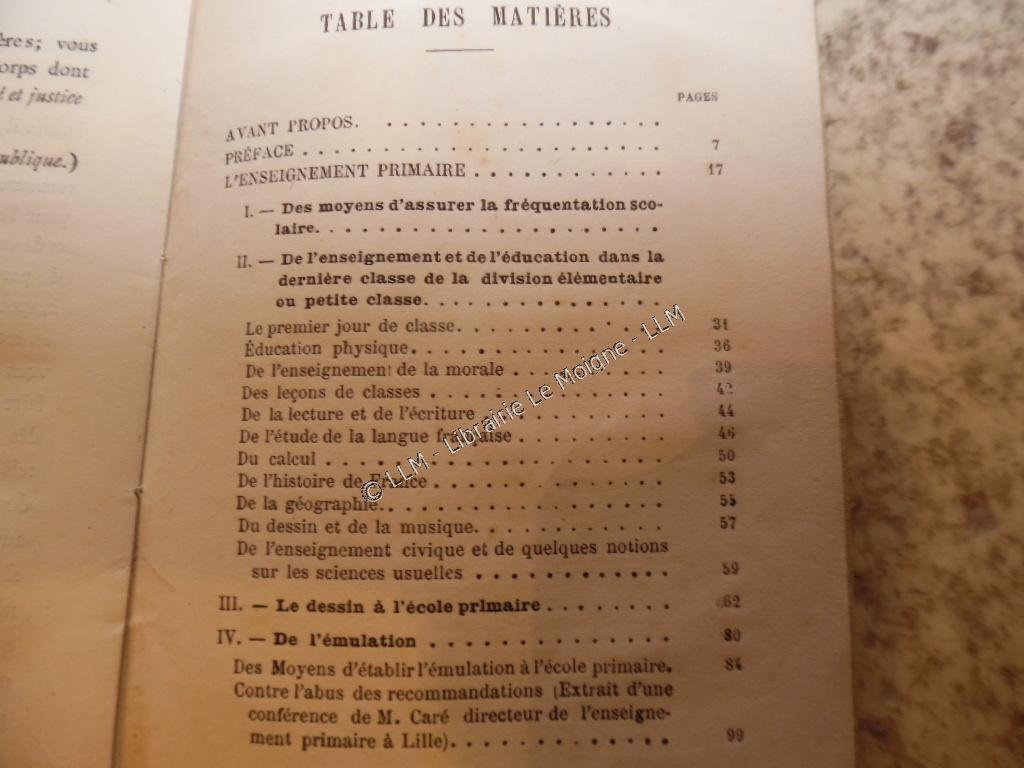 ères; vous
orps dont
et justice
ublique.)
TABLE DES MATIÈRES
PAGES
AVANT PROPOS. . . . . . . . . . . . . . . . .
PRÉFACE . . . . . . . . . . . . . . . . . . . 7
L'ENSEIGNEMENT PRIMAIRE . . . . . . . . . . . 17
I. — Des moyens d'assurer la fréquentation sco-
laire. . . . . . . . . . . . . . . . . .
II. — De l'enseignement et de l'éducation dans la
dernière classe de la division élémentaire
ou petite classe. . . . . . . . . . . .
Le premier jour de classe. . . . . . . . . . . 31
Éducation physique. . . . . . . . . . . . . . 36
De l'enseignement de la morale . . . . . . . . 39
Des leçons de classes . . . . . . . . . . . . 42
De la lecture et de l'écriture . . . . . . . . 44
De l'étude de la langue française . . . . . . . 46
Du calcul . . . . . . . . . . . . . . . . . . 50
De l'histoire de France . . . . . . . . . . . 53
De la géographie. . . . . . . . . . . . . . . 55
Du dessin et de la musique. . . . . . . . . . 57
De l'enseignement civique et de quelques notions
sur les sciences usuelles . . . . . . . . . . 59
III. — Le dessin à l'école primaire . . . . . . . 62
IV. — De l'émulation . . . . . . . . . . . . . 80
Des Moyens d'établir l'émulation à l'école primaire. 84
Contre l'abus des recommandations (Extrait d'une
conférence de M. Caré directeur de l'enseigne-
ment primaire à Lille). . . . . . . . . . . . 99
© LLM - Librairie Le Moigne - LLM